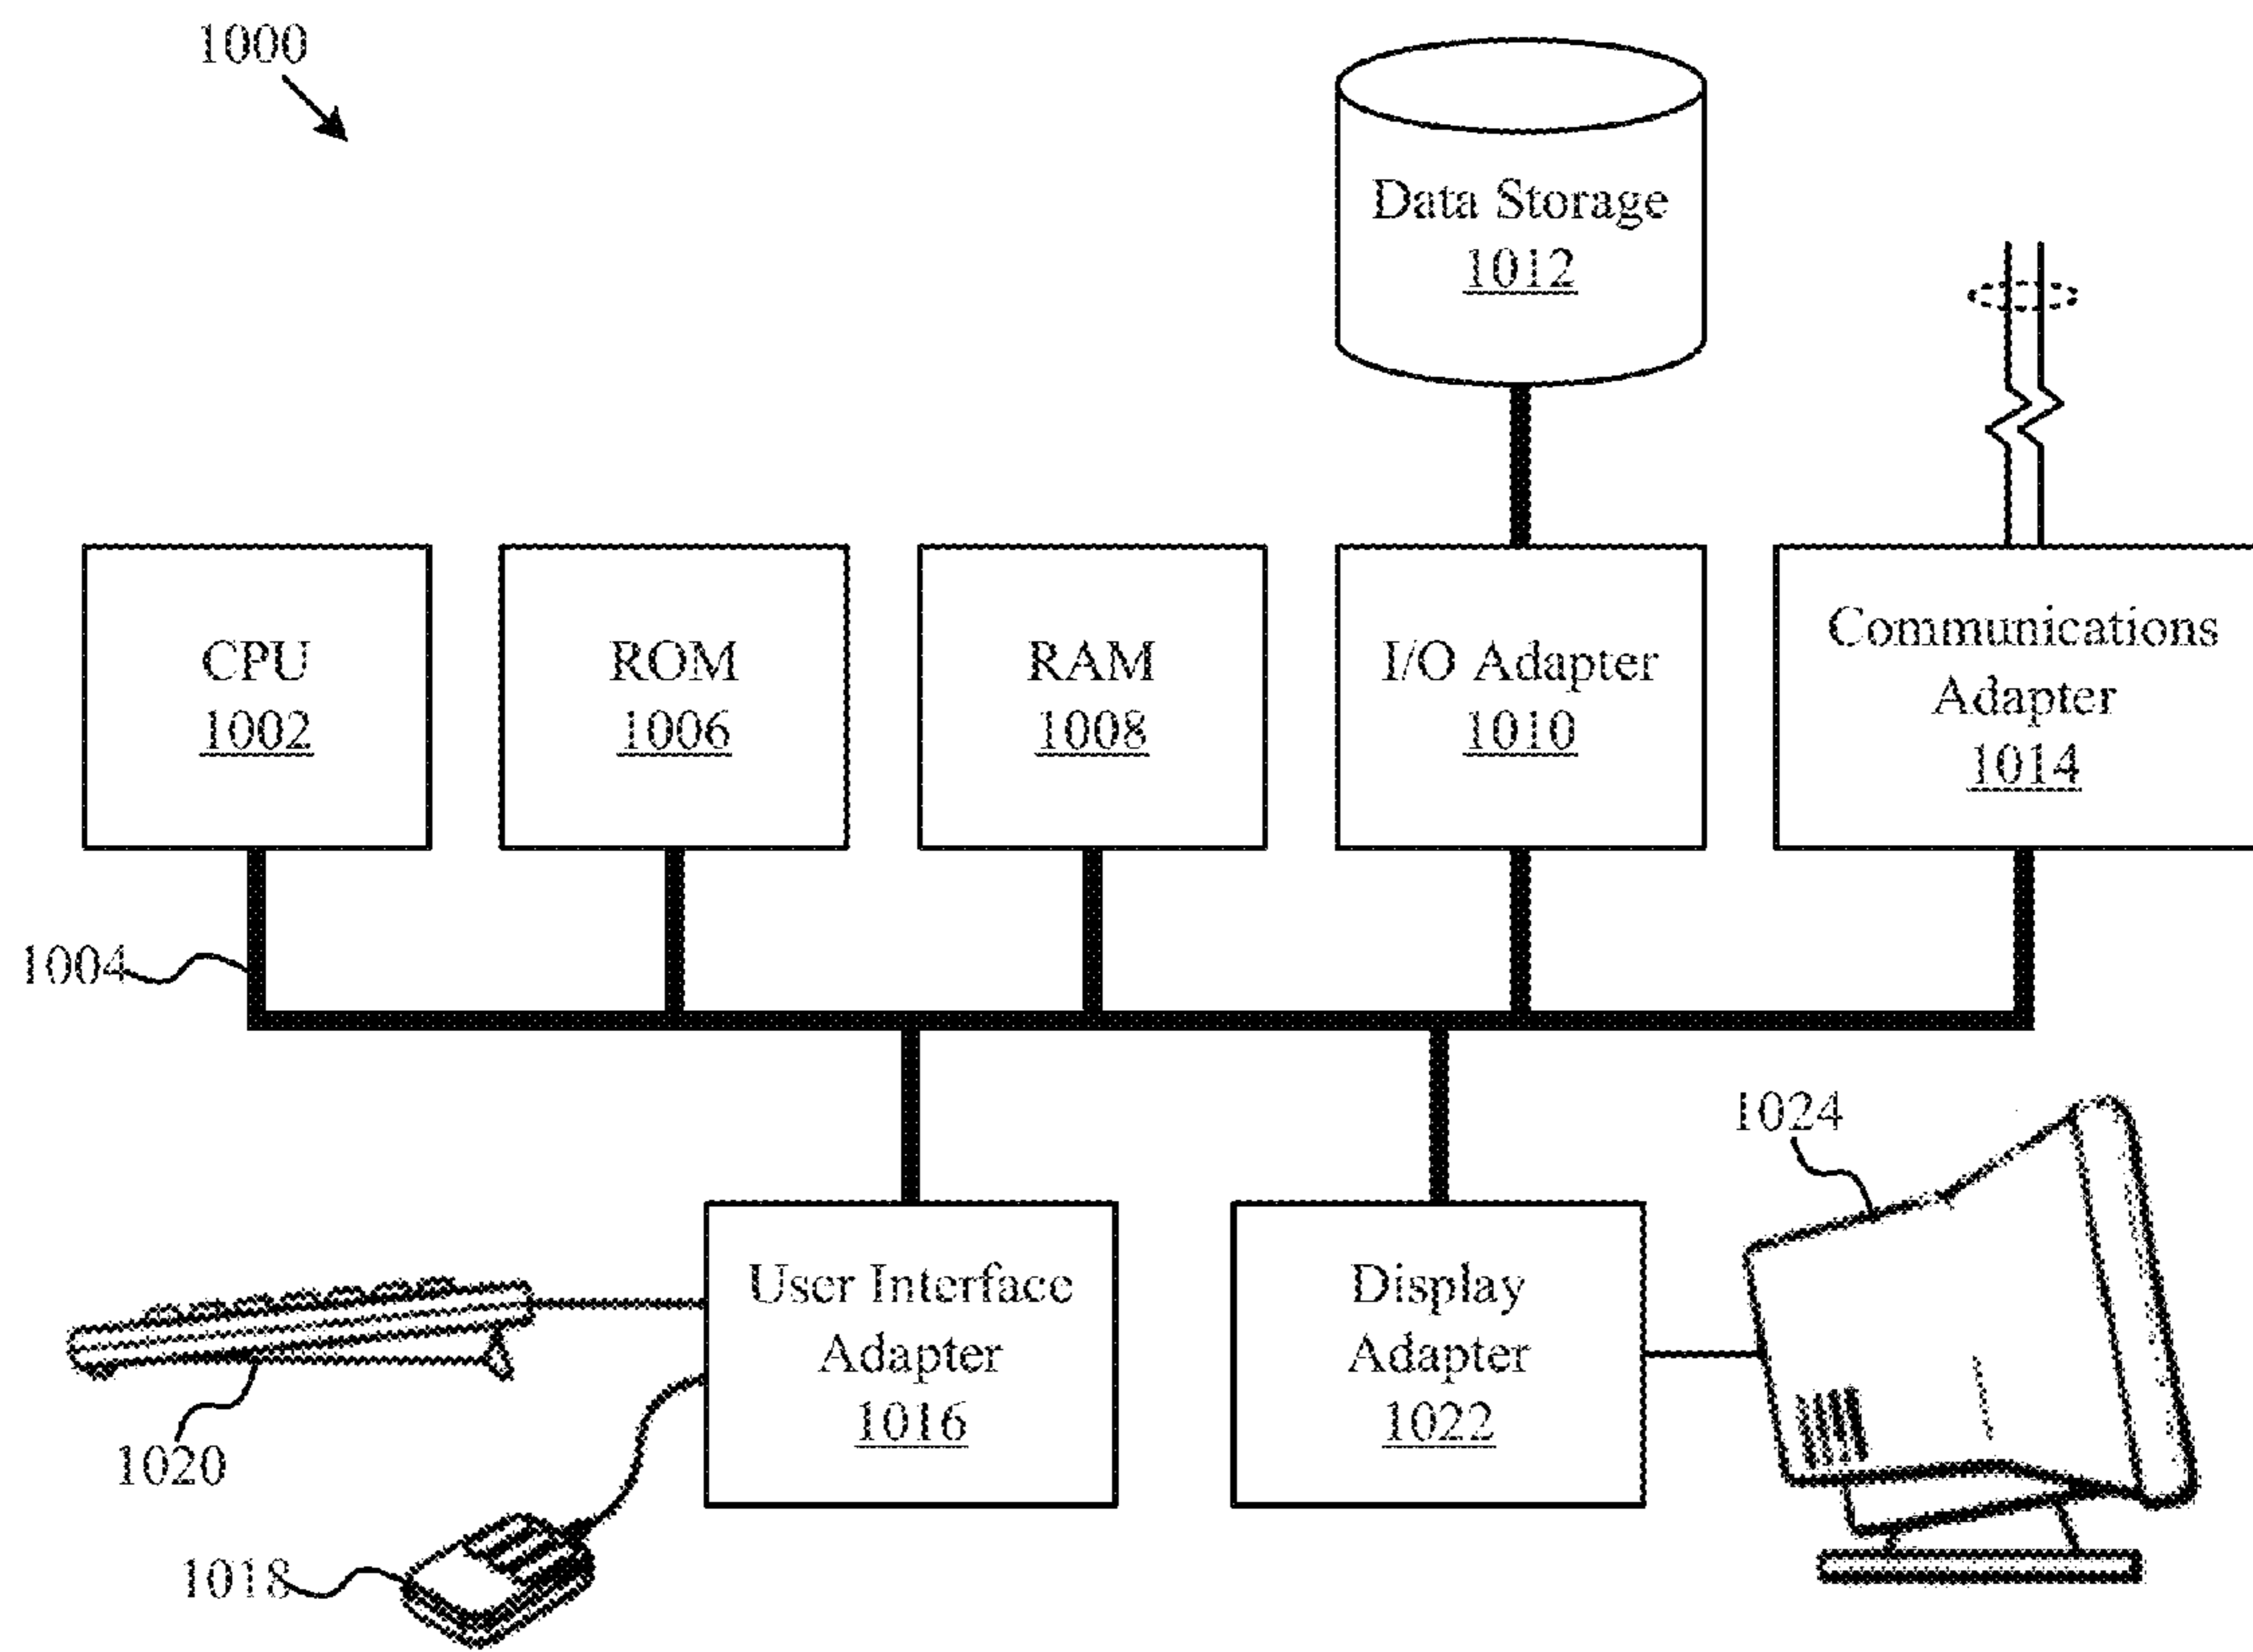 1000
Data Storage
1012
CPU
1002
ROM
1006
RAM
1008
I/O Adapter
1010
Communications
Adapter
1014
1004
1024
User Interface
Adapter
1016
Display
Adapter
1022
1020
1018